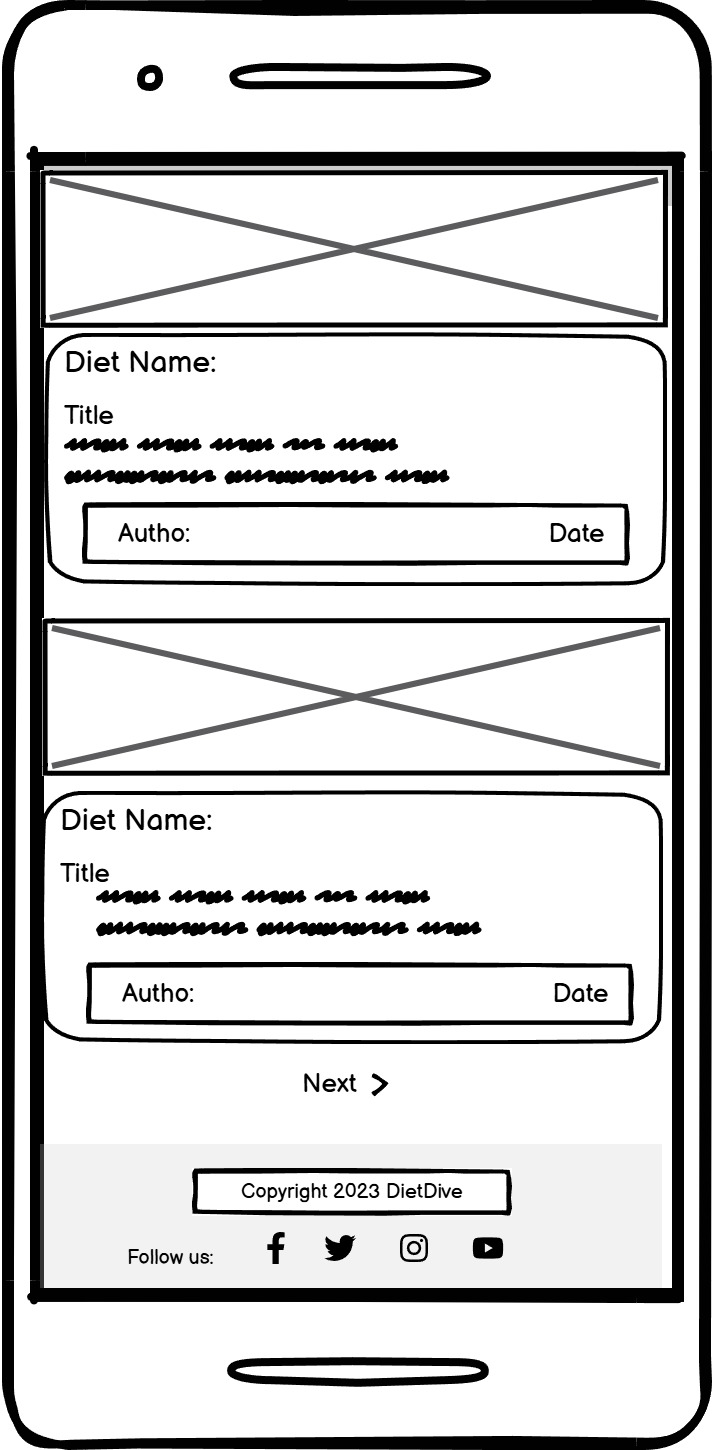 Diet Name:
Title
Autho:
Date
Diet Name:
Title
Autho:
Date
Next
Copyright 2023 DietDive
Follow us: